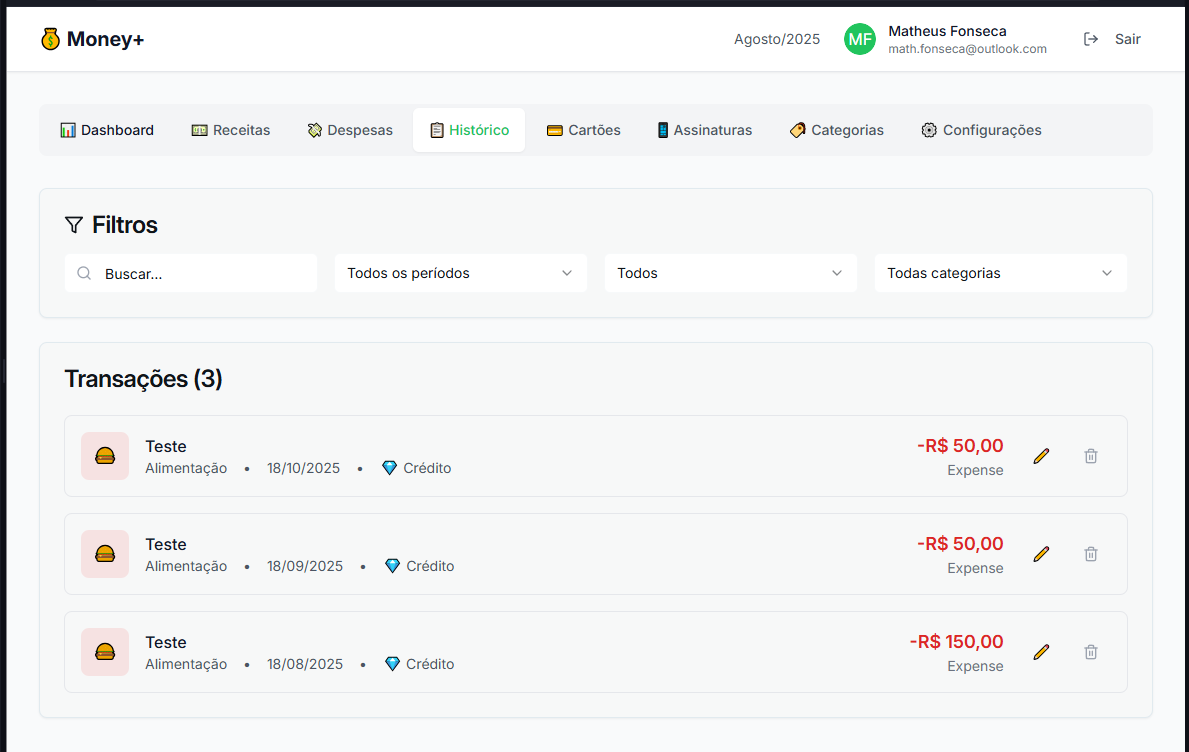 Money+
Agosto/2025
MF
Matheus Fonseca
math.fonseca@outlook.com
Sair
Dashboard
Receitas
Despesas
Histórico
Cartões
Assinaturas
Categorias
Configurações
Filtros
Buscar...
Todos os períodos
Todos
Todas categorias
Transações (3)
Teste
Alimentação • 18/10/2025 • Crédito
-R$ 50,00
Expense
Teste
Alimentação • 18/09/2025 • Crédito
-R$ 50,00
Expense
Teste
Alimentação • 18/08/2025 • Crédito
-R$ 150,00
Expense